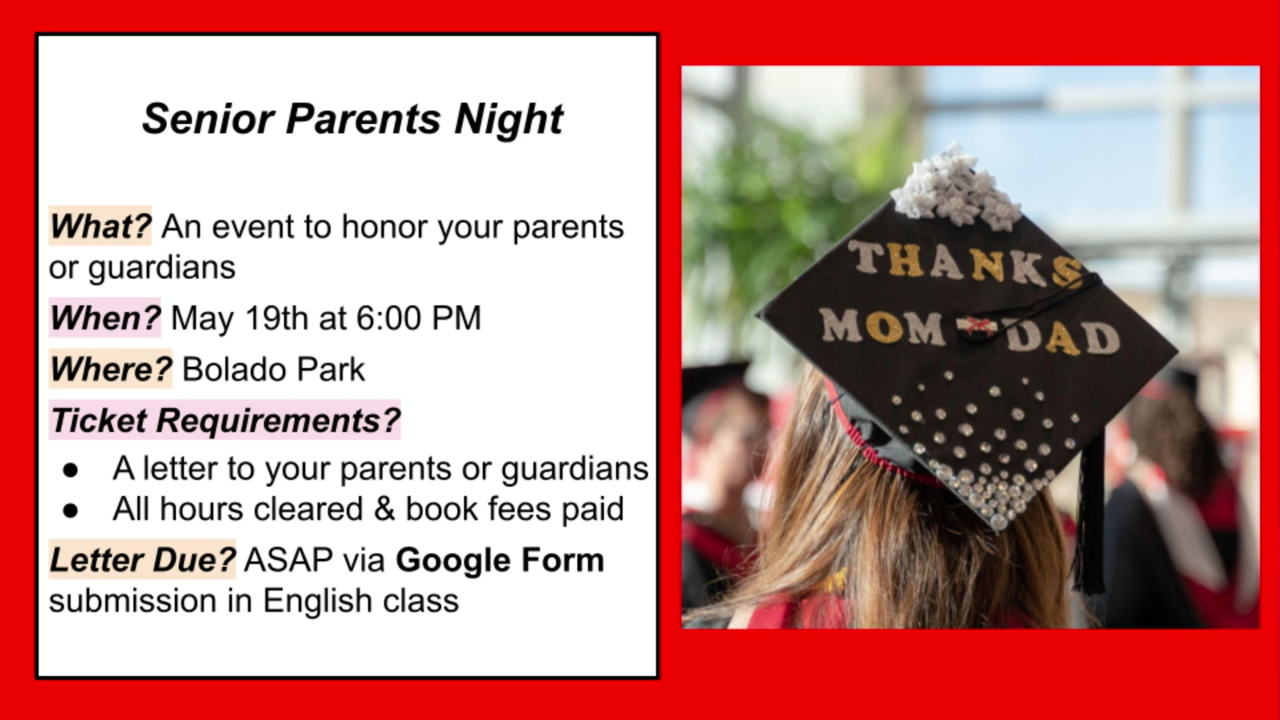 Senior Parents Night
What? An event to honor your parents
or guardians
When? May 19th at 6:00 PM
Where? Bolado Park
Ticket Requirements?
● A letter to your parents or guardians
● All hours cleared & book fees paid
Letter Due? ASAP via Google Form
submission in English class
THANKS
MOM DAD